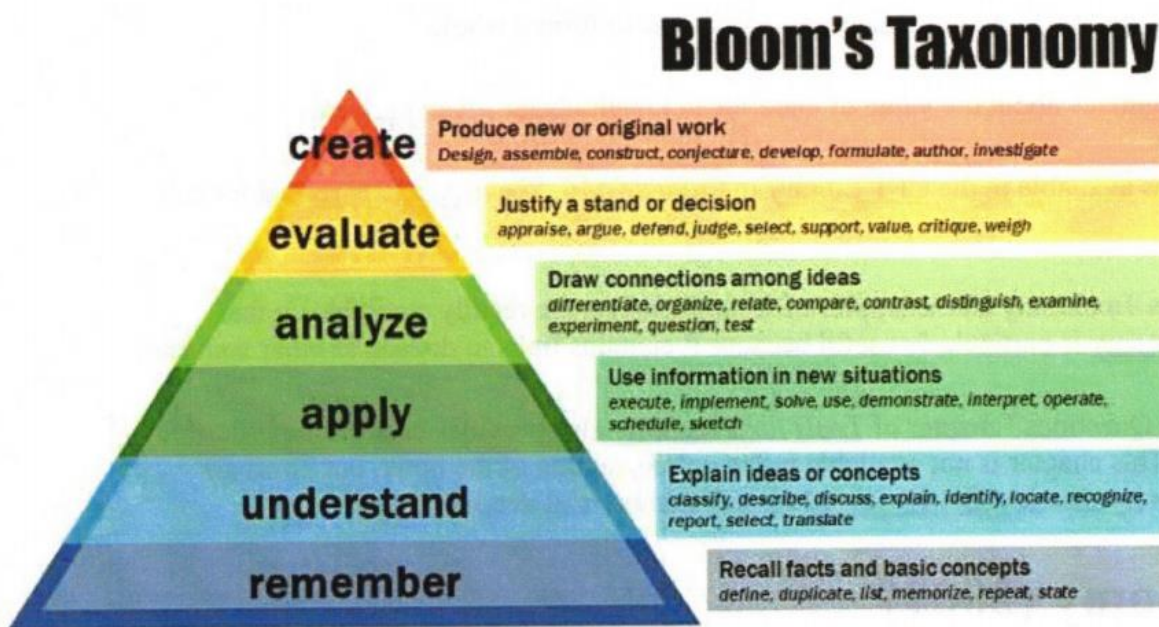 Bloom's Taxonomy
create
Produce new or original work
Design, assemble, construct, conjecture, develop, formulate, author, investigate
evaluate
Justify a stand or decision
appraise, argue, defend, judge, select, support, value, critique, weigh
analyze
Draw connections among ideas
differentiate, organize, relate, compare, contrast, distinguish, examine,
experiment, question, test
apply
Use information in new situations
execute, implement, solve, use, demonstrate, interpret, operate,
schedule, sketch
understand
Explain ideas or concepts
classify, describe, discuss, explain, identify, locate, recognize,
report, select, translate
remember
Recall facts and basic concepts
define, duplicate, list, memorize, repeat, state